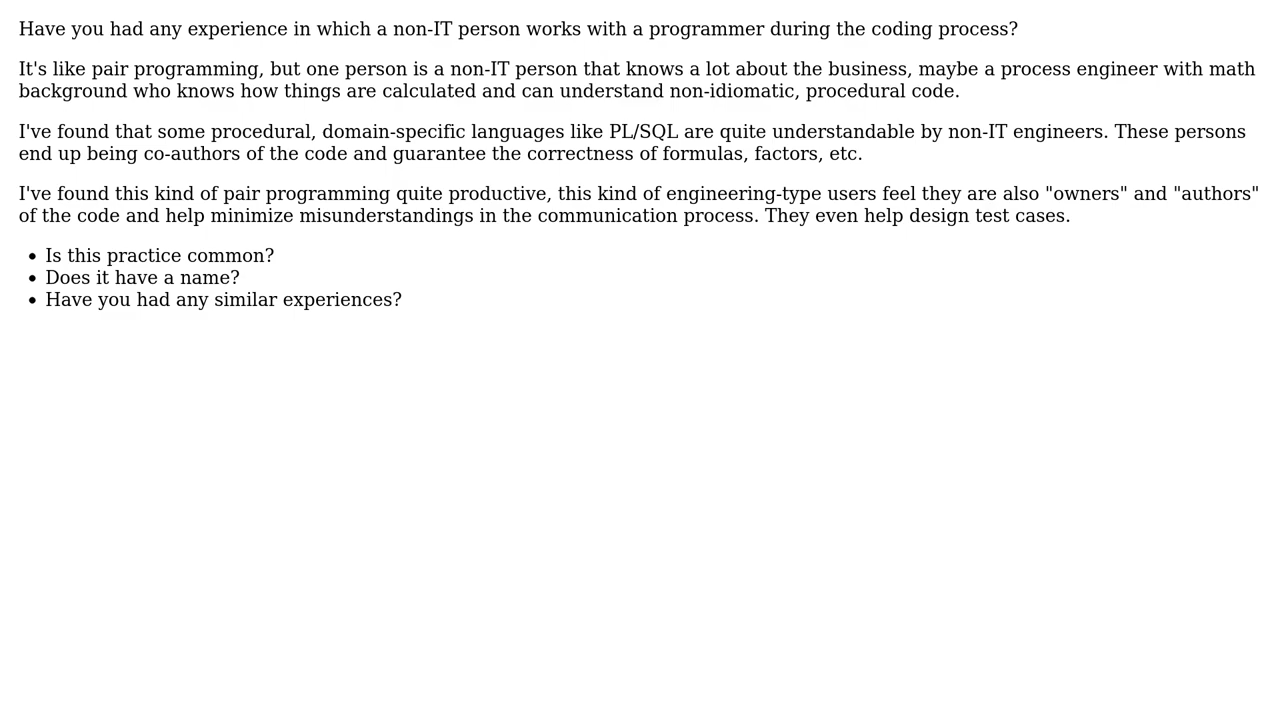 Have you had any experience in which a non-IT person works with a programmer during the coding process?
It's like pair programming, but one person is a non-IT person that knows a lot about the business, maybe a process engineer with math
background who knows how things are calculated and can understand non-idiomatic, procedural code.
I've found that some procedural, domain-specific languages like PL/SQL are quite understandable by non-IT engineers. These persons
end up being co-authors of the code and guarantee the correctness of formulas, factors, etc.
I've found this kind of pair programming quite productive, this kind of engineering-type users feel they are also "owners" and "authors"
of the code and help minimize misunderstandings in the communication process. They even help design test cases.
• Is this practice common?
• Does it have a name?
• Have you had any similar experiences?